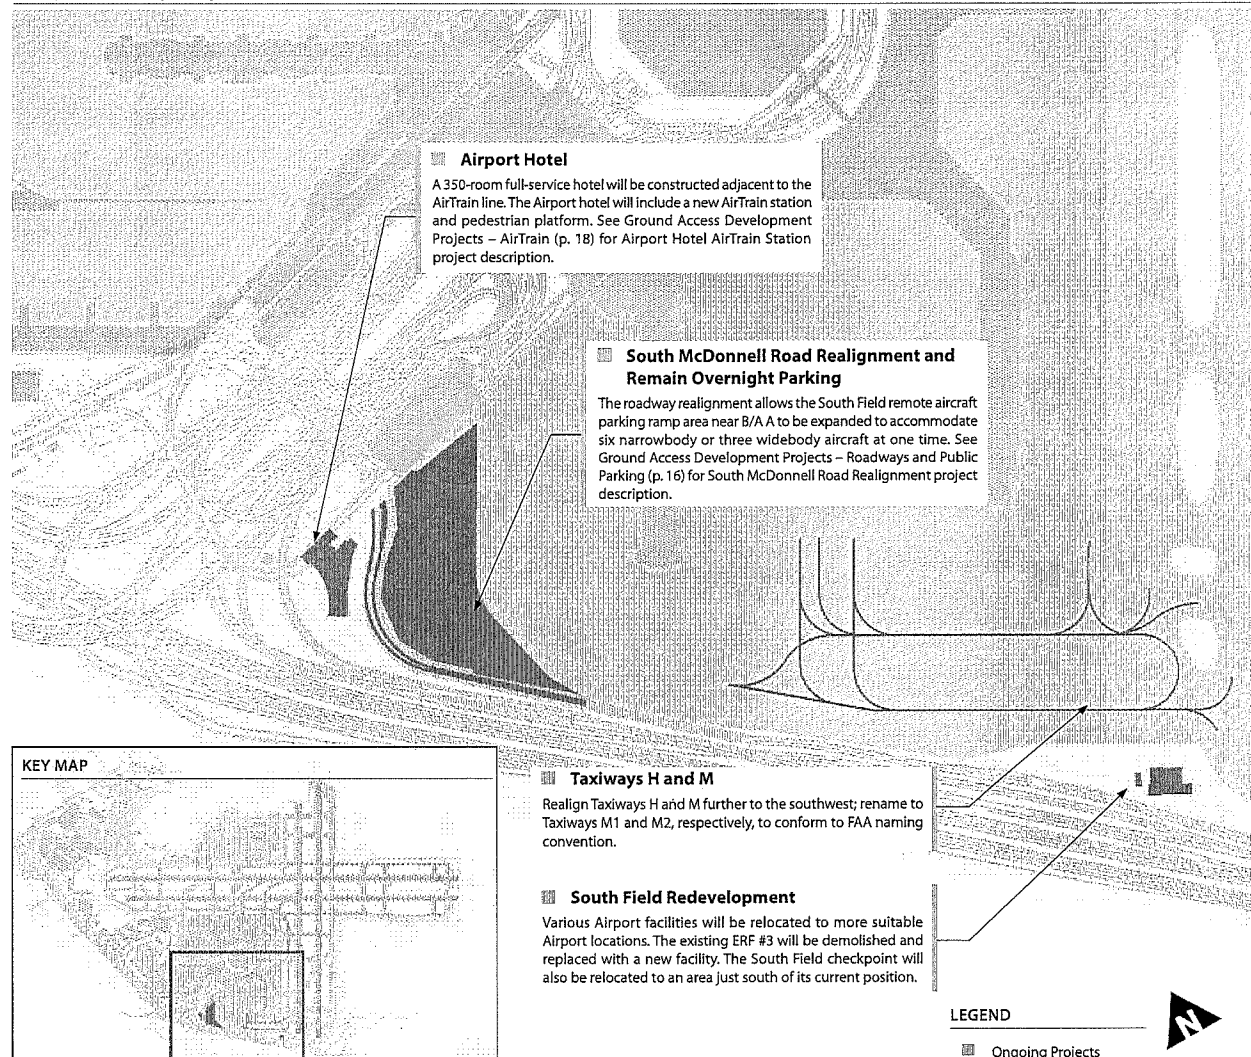 Airport Hotel
A 350-room full-service hotel will be constructed adjacent to the
AirTrain line. The Airport hotel will include a new AirTrain station
and pedestrian platform. See Ground Access Development
Projects – AirTrain (p. 18) for Airport Hotel AirTrain Station
project description.
South McDonnell Road Realignment and
Remain Overnight Parking
The roadway realignment allows the South Field remote aircraft
parking ramp area near B/A A to be expanded to accommodate
six narrowbody or three widebody aircraft at one time. See
Ground Access Development Projects – Roadways and Public
Parking (p. 16) for South McDonnell Road Realignment project
description.
KEY MAP
Taxiways H and M
Realign Taxiways H and M further to the southwest; rename to
Taxiways M1 and M2, respectively, to conform to FAA naming
convention.
South Field Redevelopment
Various Airport facilities will be relocated to more suitable
Airport locations. The existing ERF #3 will be demolished and
replaced with a new facility. The South Field checkpoint will
also be relocated to an area just south of its current position.
LEGEND
N
Ongoing Projects